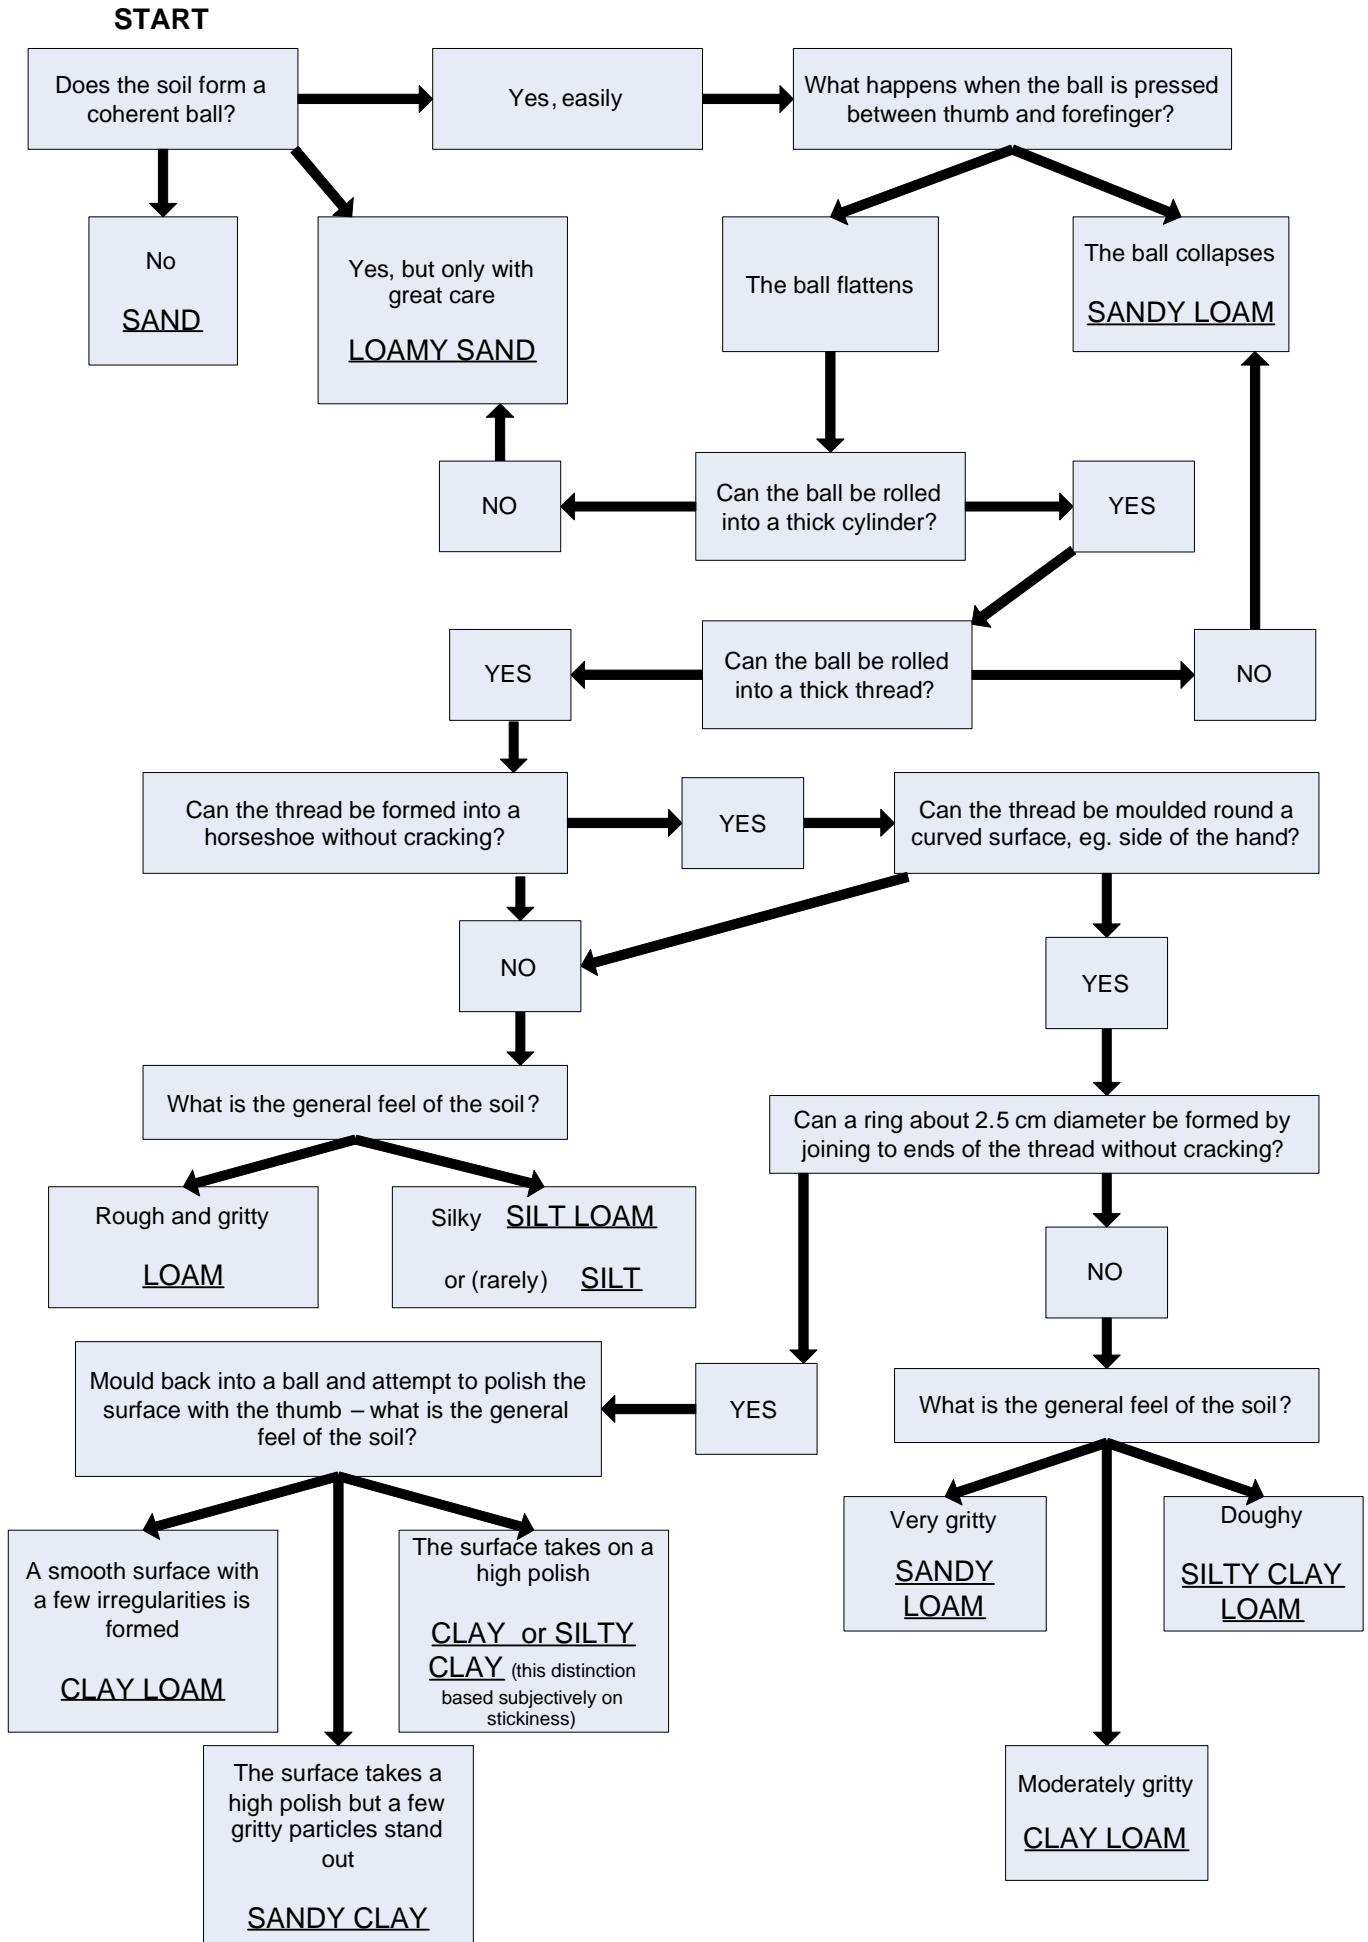 START
Does the soil form a
coherent ball?
Yes, easily
What happens when the ball is pressed
between thumb and forefinger?
No
SAND
Yes, but only with
great care
LOAMY SAND
The ball flattens
The ball collapses
SANDY LOAM
NO
Can the ball be rolled
into a thick cylinder?
YES
YES
Can the ball be rolled
into a thick thread?
NO
Can the thread be formed into a
horseshoe without cracking?
YES
Can the thread be moulded round a
curved surface, eg. side of the hand?
NO
YES
What is the general feel of the soil?
Can a ring about 2.5 cm diameter be formed by
joining to ends of the thread without cracking?
Rough and gritty
LOAM
Silky SILT LOAM
or (rarely) SILT
NO
Mould back into a ball and attempt to polish the
surface with the thumb – what is the general
feel of the soil?
YES
What is the general feel of the soil?
A smooth surface with
a few irregularities is
formed
CLAY LOAM
The surface takes on a
high polish
CLAY or SILTY
CLAY (this distinction
based subjectively on
stickiness)
Very gritty
SANDY
LOAM
Doughy
SILTY CLAY
LOAM
The surface takes a
high polish but a few
gritty particles stand
out
SANDY CLAY
Moderately gritty
CLAY LOAM